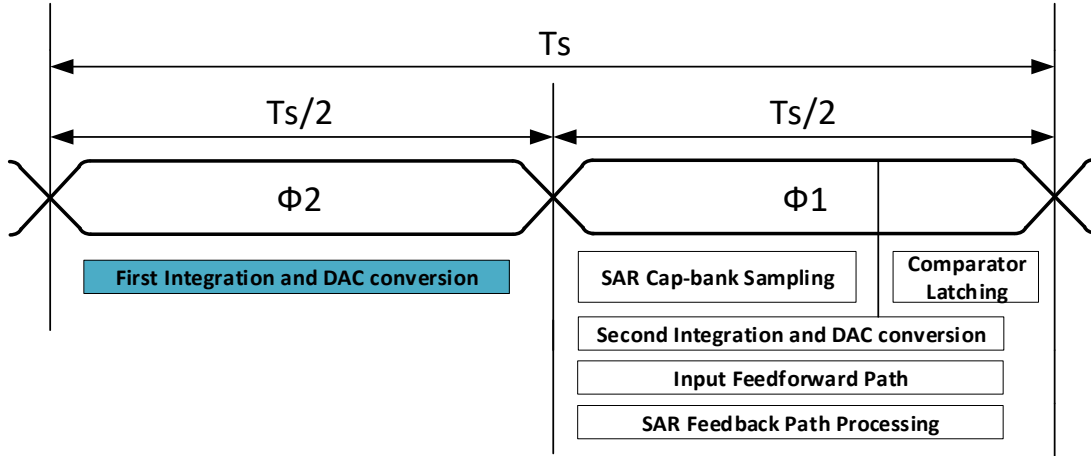 Ts
Ts/2
Ts/2
Φ2
Φ1
First Integration and DAC conversion
SAR Cap-bank Sampling
Comparator
Latching
Second Integration and DAC conversion
Input Feedforward Path
SAR Feedback Path Processing